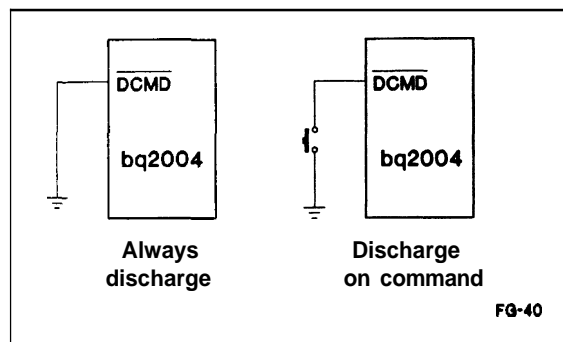 DCMD
bq2004
Always
discharge
DCMD
bq2004
Discharge
on command
FG-40